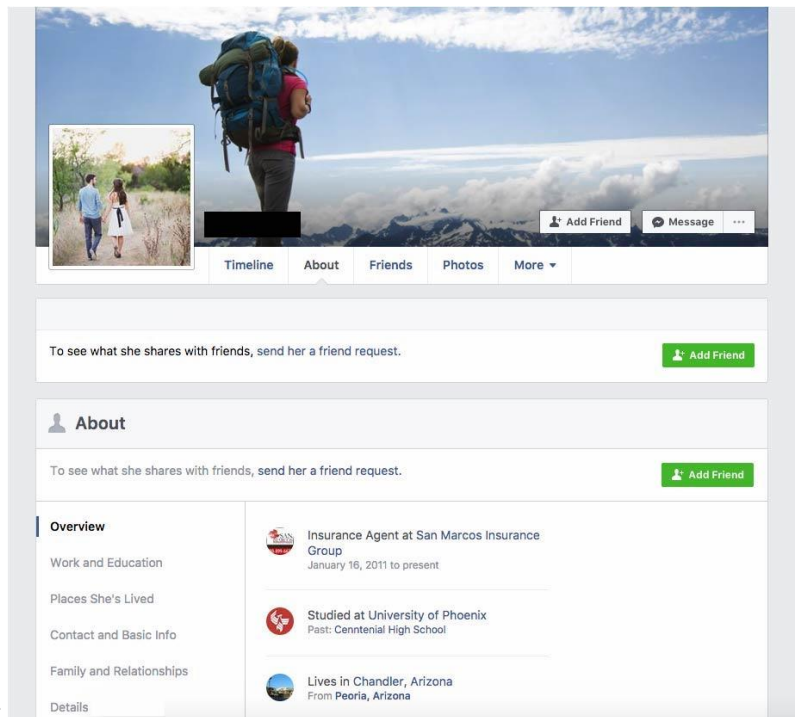 Add Friend
Message
Timeline
About
Friends
Photos
More
To see what she shares with friends, send her a friend request.
Add Friend
About
To see what she shares with friends, send her a friend request.
Add Friend
Overview
Work and Education
Places She's Lived
Contact and Basic Info
Family and Relationships
Details
Insurance Agent at San Marcos Insurance
Group
January 16, 2011 to present
Studied at University of Phoenix
Past: Cenntenial High School
Lives in Chandler, Arizona
From Peoria, Arizona